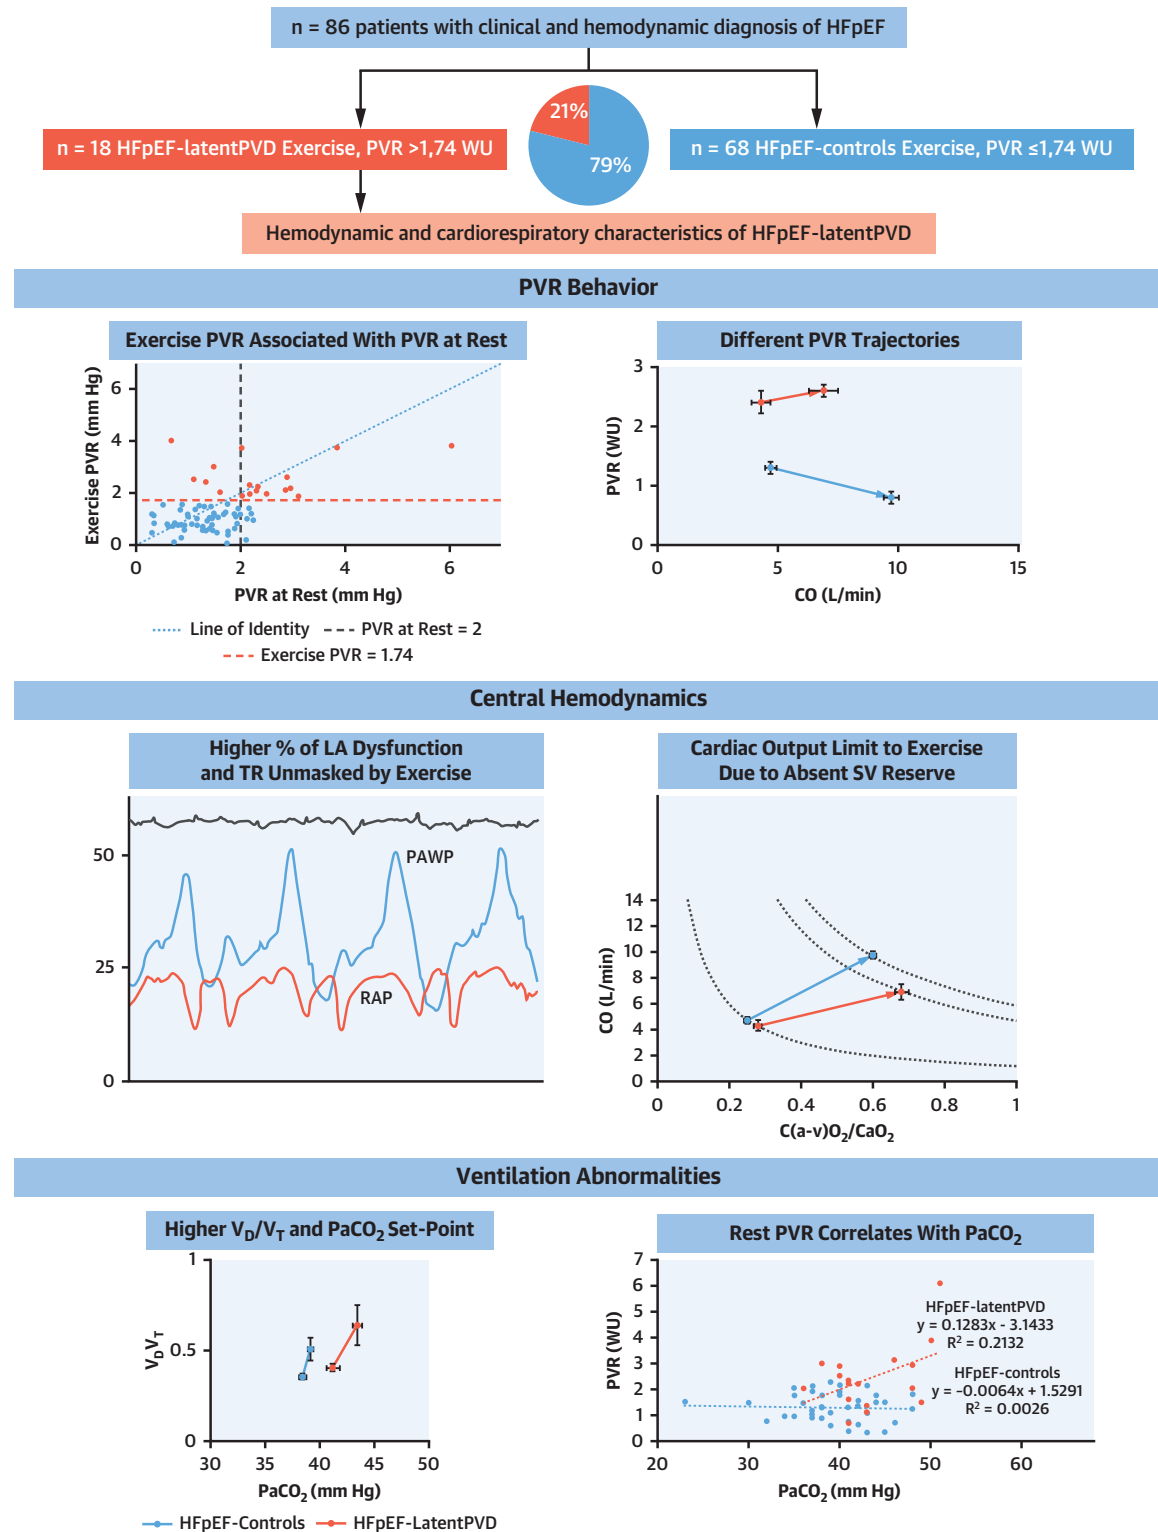 n = 86 patients with clinical and hemodynamic diagnosis of HFpEF
21%
79%
n = 18 HFpEF-latentPVD Exercise, PVR >1,74 WU
n = 68 HFpEF-controls Exercise, PVR ≤1,74 WU
Hemodynamic and cardiorespiratory characteristics of HFpEF-latentPVD
PVR Behavior
Exercise PVR Associated With PVR at Rest
Exercise PVR (mm Hg)
6
4
2
0
0 2 4 6
PVR at Rest (mm Hg)
Line of Identity PVR at Rest = 2
Exercise PVR = 1.74
Different PVR Trajectories
PVR (WU)
3
2
1
0
0 5 10 15
CO (L/min)
Central Hemodynamics
Higher % of LA Dysfunction
and TR Unmasked by Exercise
50
25
0
PAWP
RAP
Cardiac Output Limit to Exercise
Due to Absent SV Reserve
CO (L/min)
14
12
10
8
6
4
2
0
0 0.2 0.4 0.6 0.8 1
C(a-v)O₂/CaO₂
Ventilation Abnormalities
Higher V_D/V_T and PaCO₂ Set-Point
V_DV_T
1
0.5
0
30 35 40 45 50
PaCO₂ (mm Hg)
HFpEF-Controls HFpEF-LatentPVD
Rest PVR Correlates With PaCO₂
PVR (WU)
7
6
5
4
3
2
1
0
HFpEF-latentPVD
y = 0.1283x - 3.1433
R² = 0.2132
HFpEF-controls
y = −0.0064x + 1.5291
R² = 0.0026
20 30 40 50 60
PaCO₂ (mm Hg)